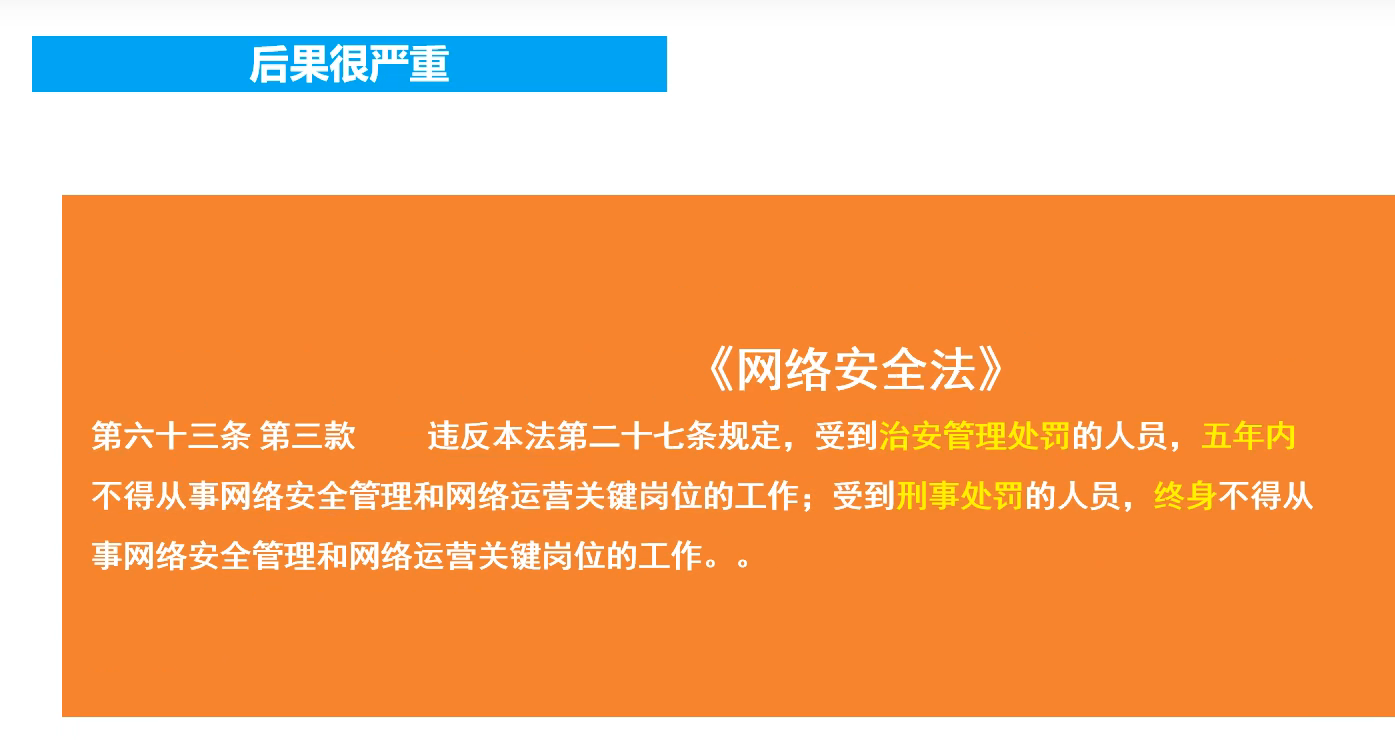 后果很严重
《网络安全法》
第六十三条 第三款 违反本法第二十七条规定，受到治安管理处罚的人员，五年内
不得从事网络安全管理和网络运营关键岗位的工作；受到刑事处罚的人员，终身不得从
事网络安全管理和网络运营关键岗位的工作。。